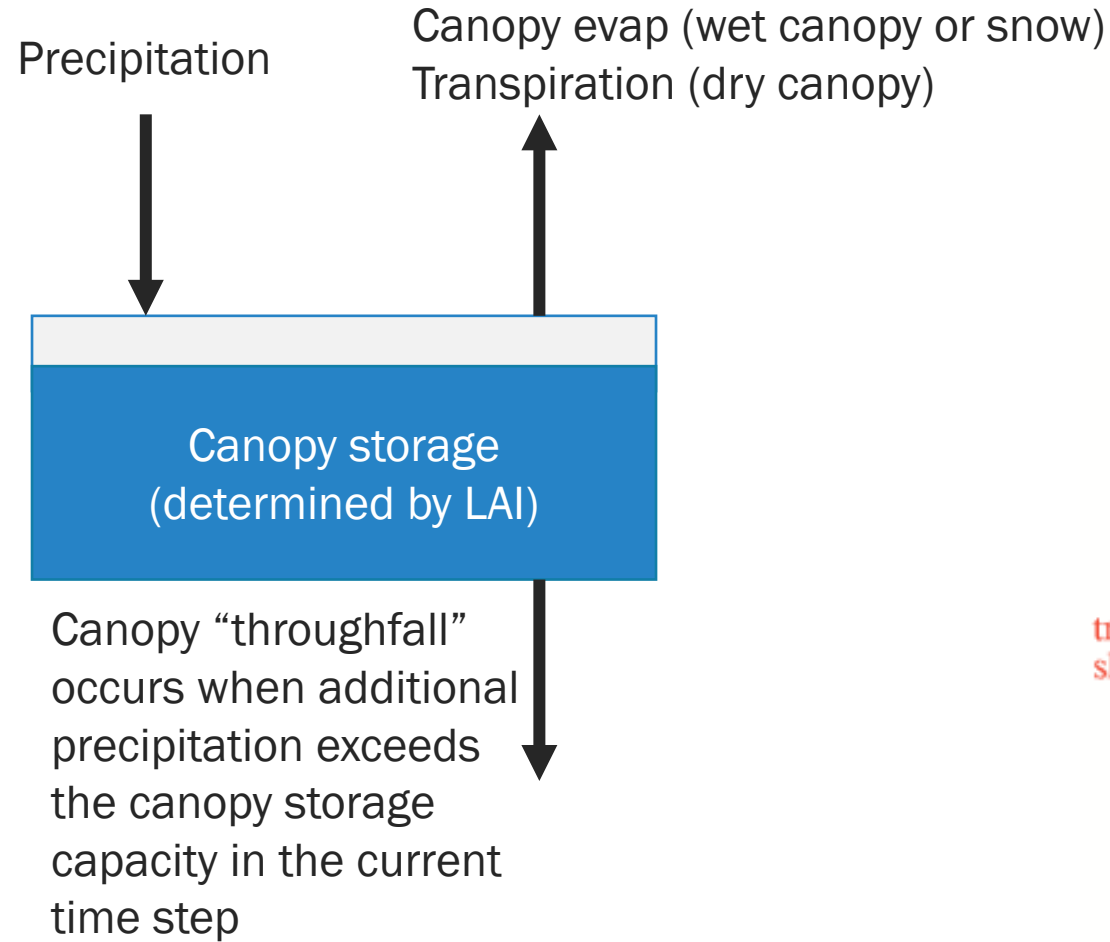 Precipitation
Canopy evap (wet canopy or snow)
Transpiration (dry canopy)
Canopy storage
(determined by LAI)
Canopy “throughfall”
occurs when additional
precipitation exceeds
the canopy storage
capacity in the current
time step